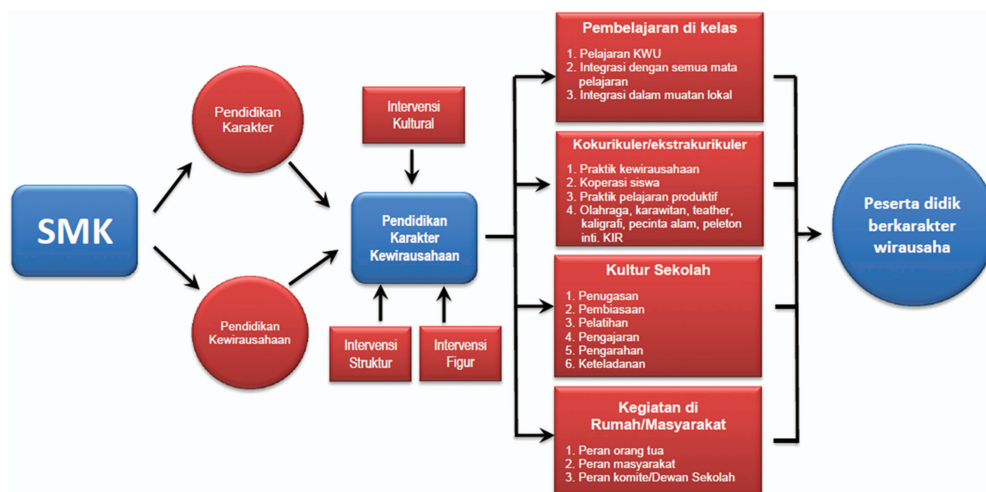 SMK
Pendidikan
Karakter
Pendidikan
Kewirausahaan
Intervensi
Kultural
Pendidikan
Karakter
Kewirausahaan
Intervensi
Struktur
Intervensi
Figur
Pembelajaran di kelas
1. Pelajaran KWU
2. Integrasi dengan semua mata
pelajaran
3. Integrasi dalam muatan lokal
Kokurikuler/ekstrakurikuler
1. Praktik kewirausahaan
2. Koperasi siswa
3. Praktik pelajaran produktif
4. Olahraga, karawitan, teather,
kaligrafi, pecinta alam, peleton
inti. KIR
Kultur Sekolah
1. Penugasan
2. Pembiasaan
3. Pelatihan
4. Pengajaran
5. Pengarahan
6. Keteladanan
Kegiatan di
Rumah/Masyarakat
1. Peran orang tua
2. Peran masyarakat
3. Peran komite/Dewan Sekolah
Peserta didik
berkarakter
wirausaha